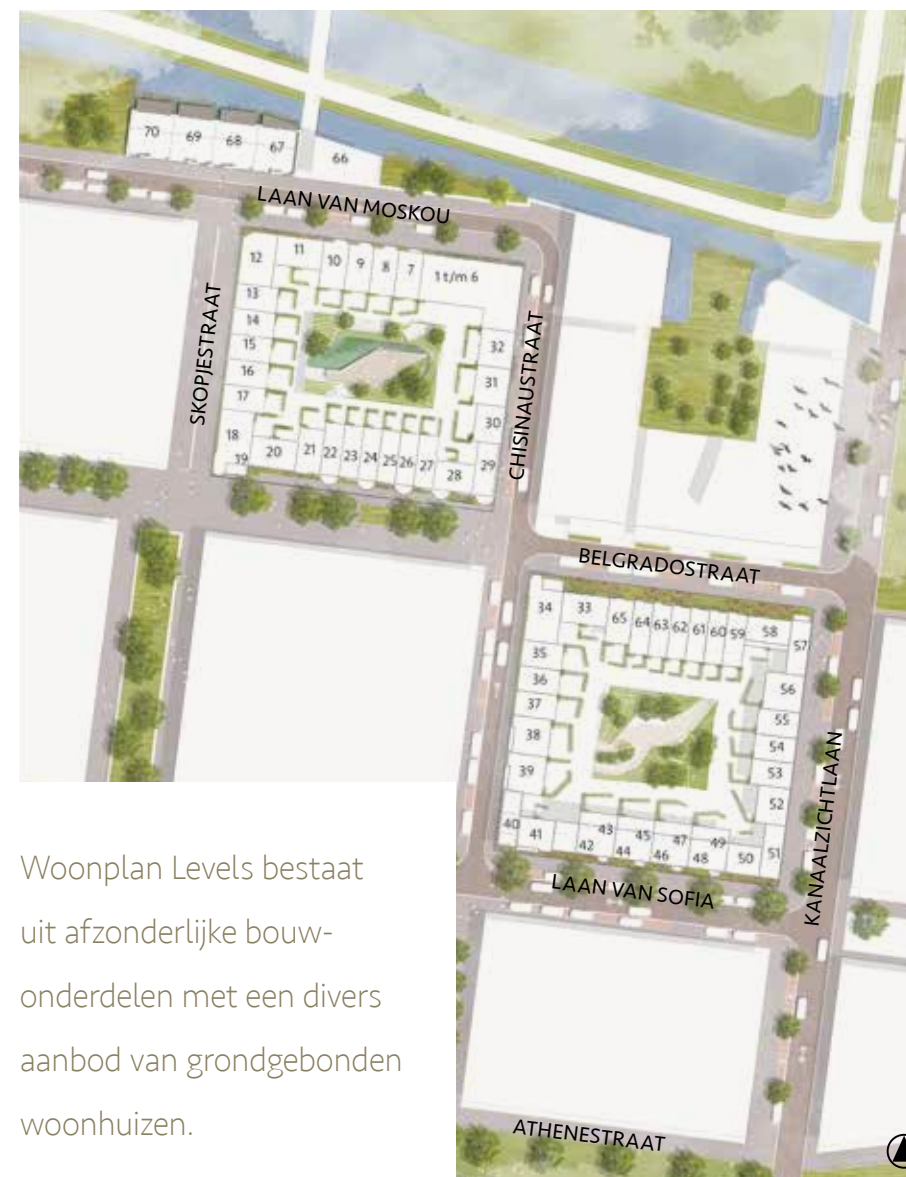 70 69 68 67
66
LAAN VAN MOSKOU
12 11 10 9 8 7 1 t/m 6
13
14
15
16
17
18
19
20 21 22 23 24 25 26 27 28 29
32
31
30
SKOPJESTRAAT
CHISINAUSTRAAT
BELGRADOSTRAAT
34 33 65 64 63 62 61 60 59 58 57
35
36
37
38
39
40
41
56
55
54
53
52
51
43 45 47 49
42 44 46 48 50
KANAALZICHTLAAN
LAAN VAN SOFIA
ATHENESTRAAT
Woonplan Levels bestaat
uit afzonderlijke bouw-
onderdelen met een divers
aanbod van grondgebonden
woonhuizen.